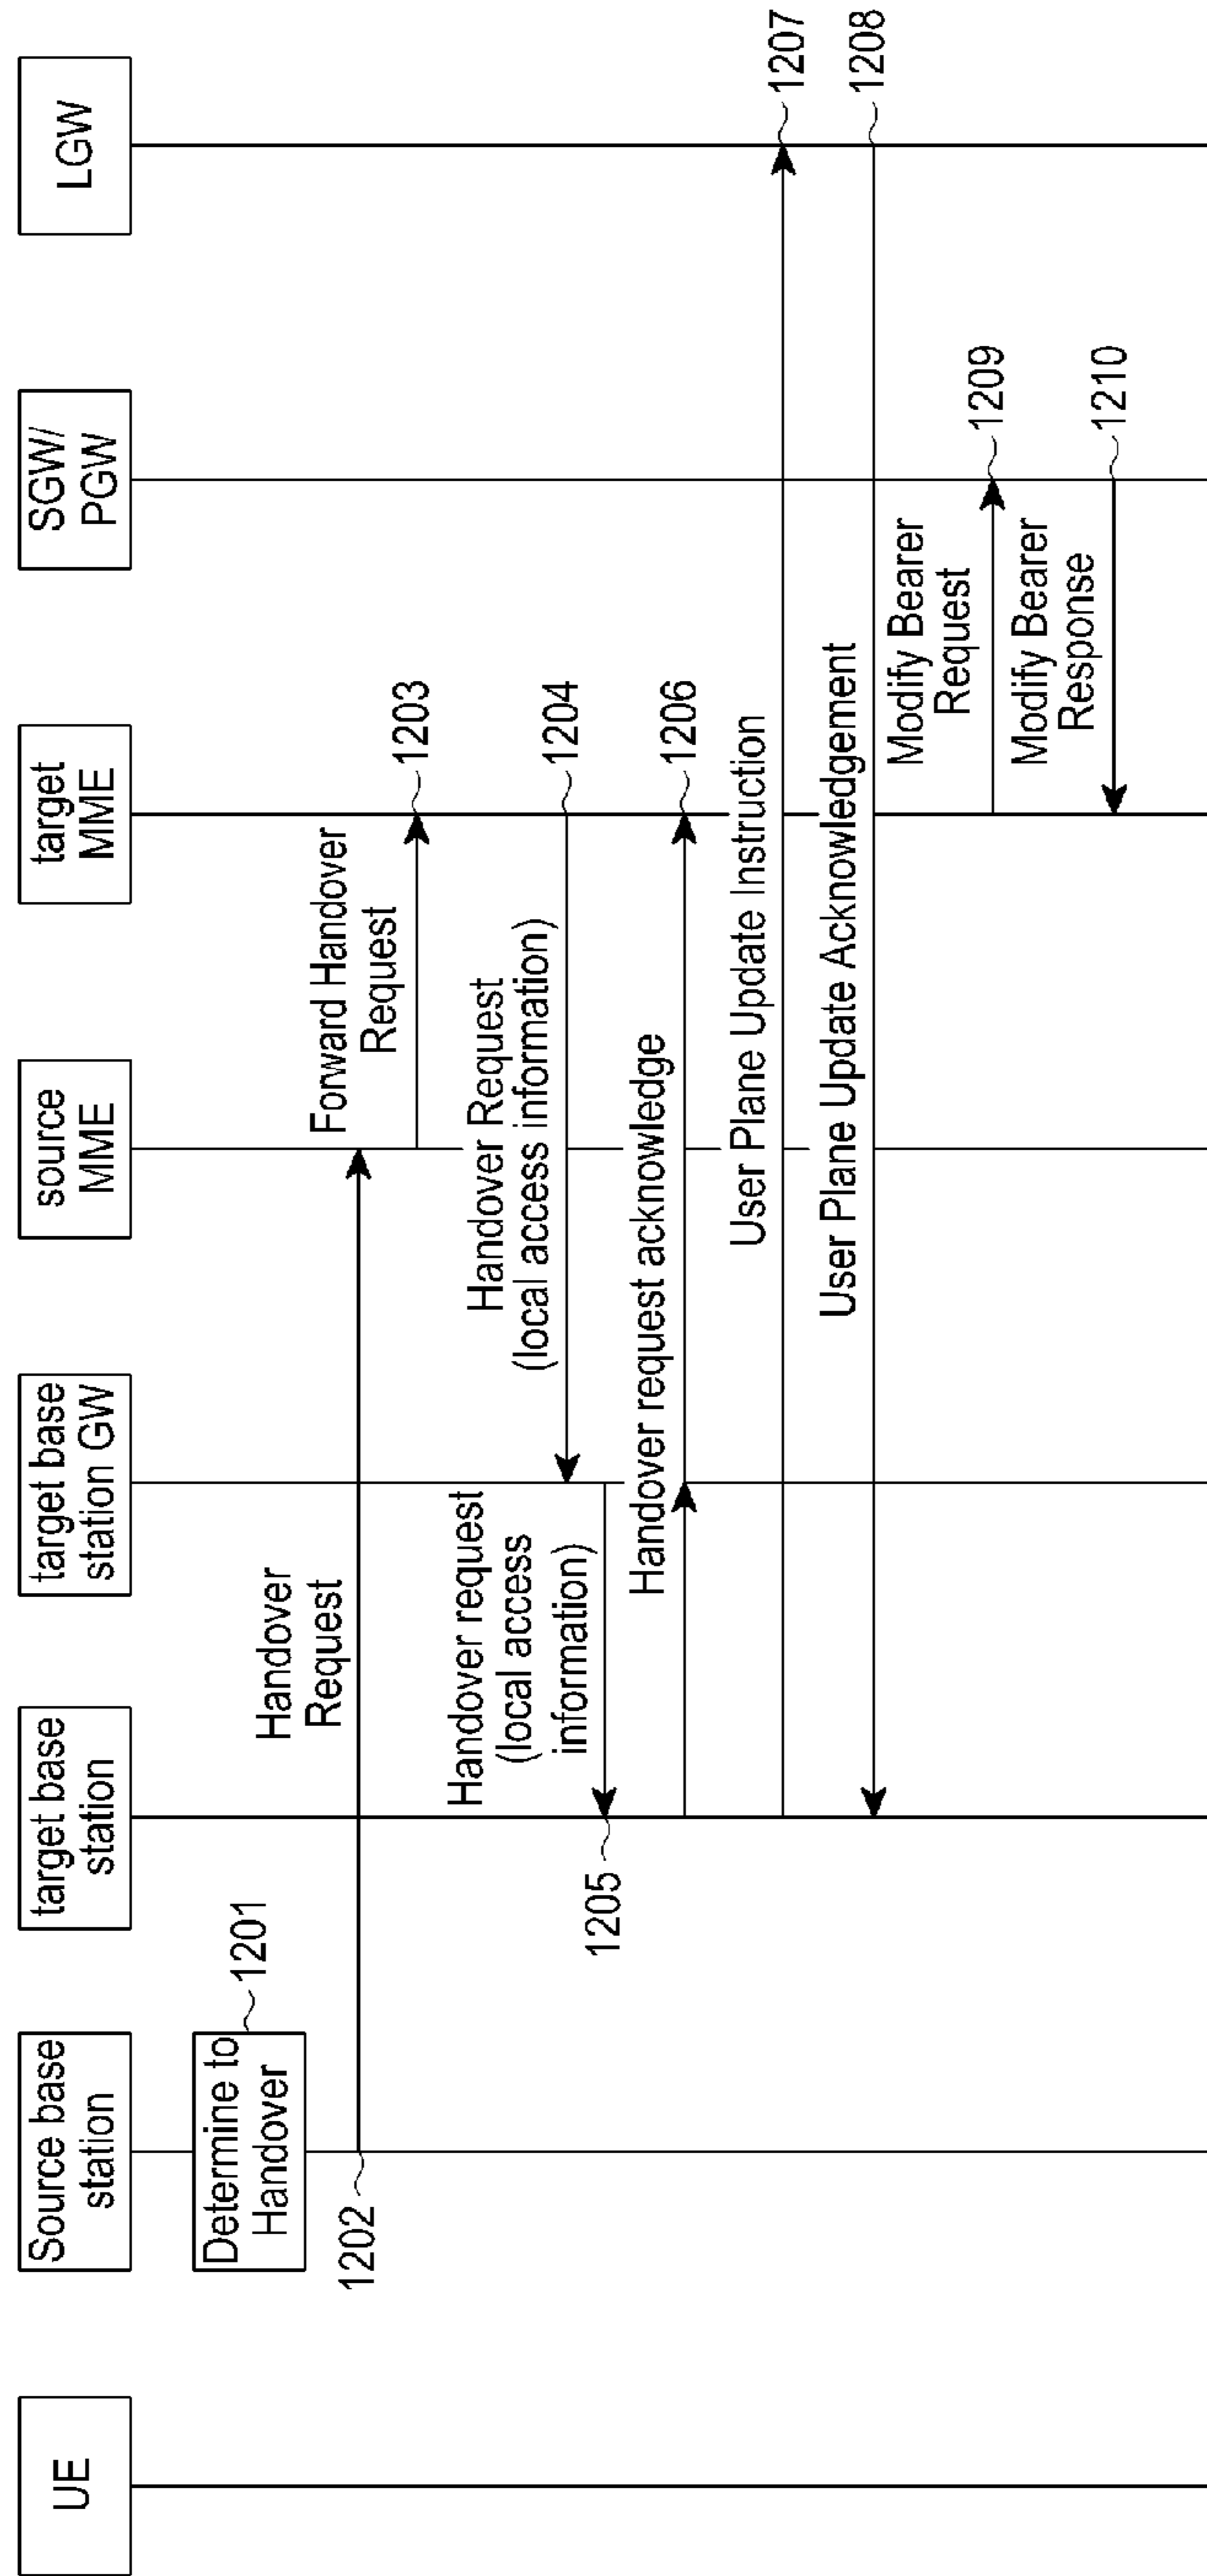 UE
Source base
station
target base
station
target base
station GW
source
MME
target
MME
SGW/
PGW
LGW
Determine to
Handover
1201
Handover
Request
1202
Forward Handover
Request
1203
Handover Request
(local access information)
1204
Handover request
(local access
information)
1205
Handover request acknowledge
1206
User Plane Update Instruction
1207
User Plane Update Acknowledgement
1208
Modify Bearer
Request
1209
Modify Bearer
Response
1210